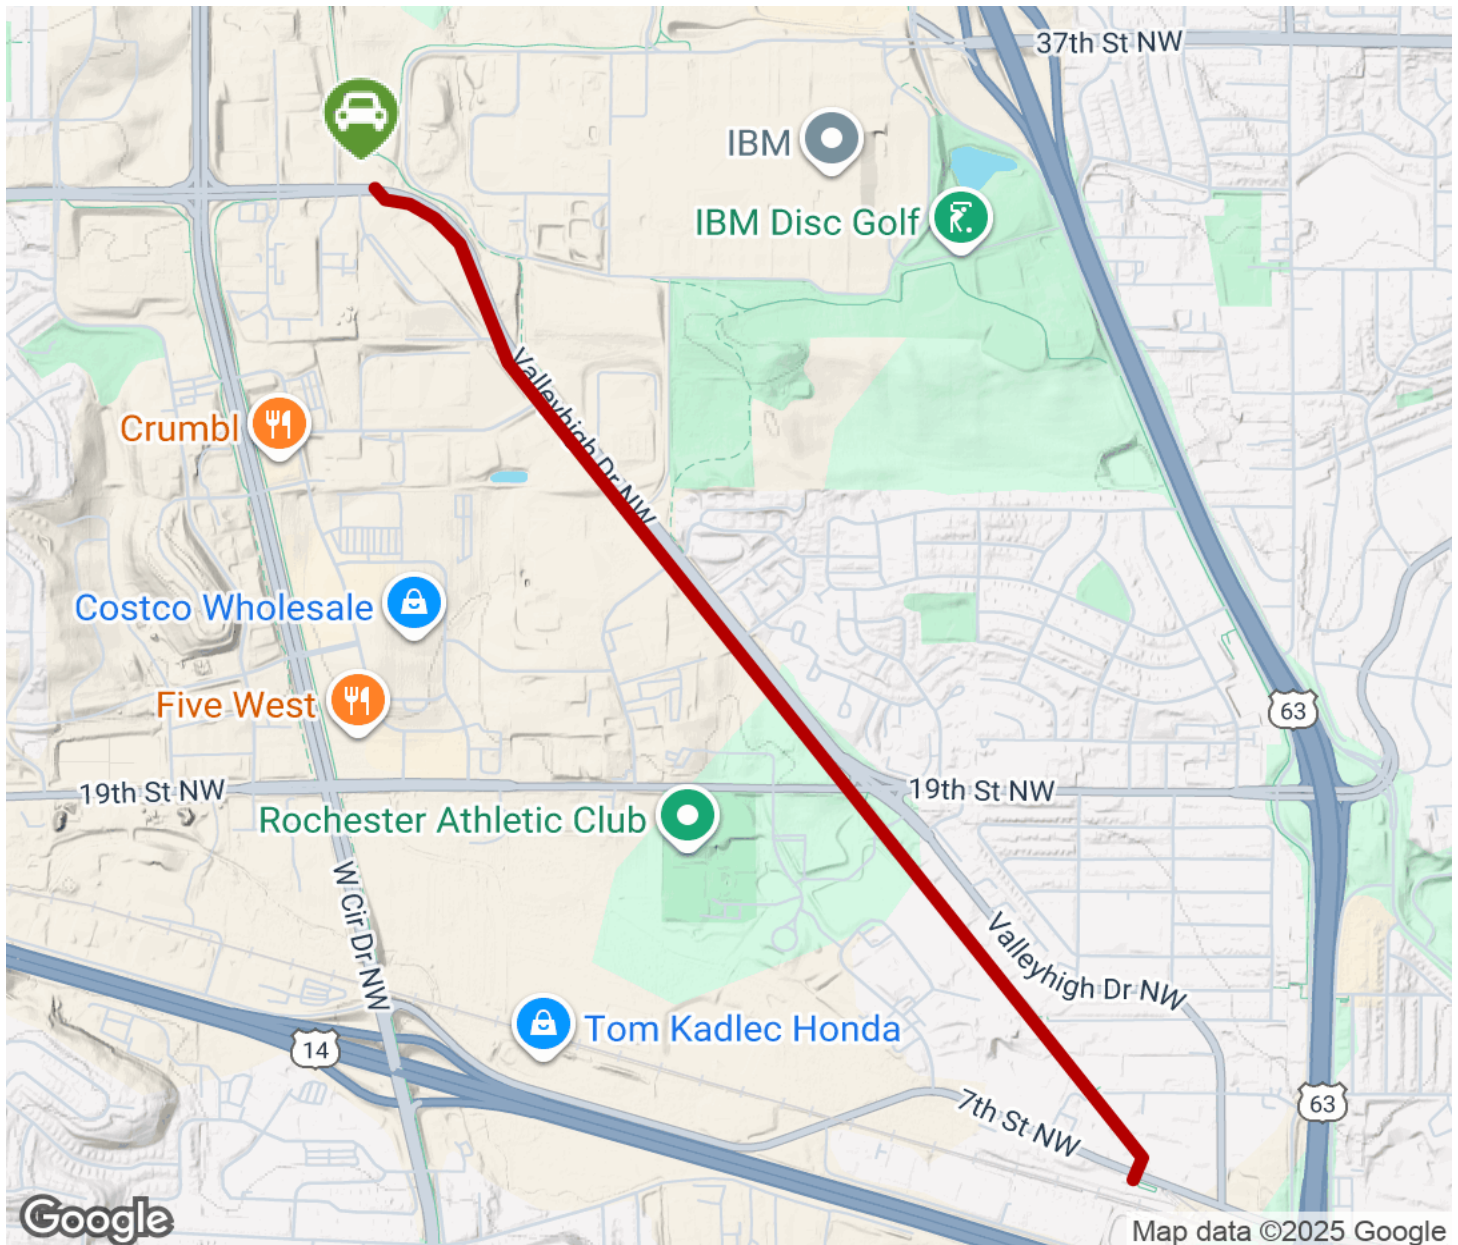 37th St NW
IBM
IBM Disc Golf
Valleyhigh Dr NW
Crumbl
Costco Wholesale
Five West
63
19th St NW
19th St NW
Rochester Athletic Club
W Cir Dr NW
Valleyhigh Dr NW
Tom Kadlec Honda
14
7th St NW
63
Google
Map data ©2025 Google